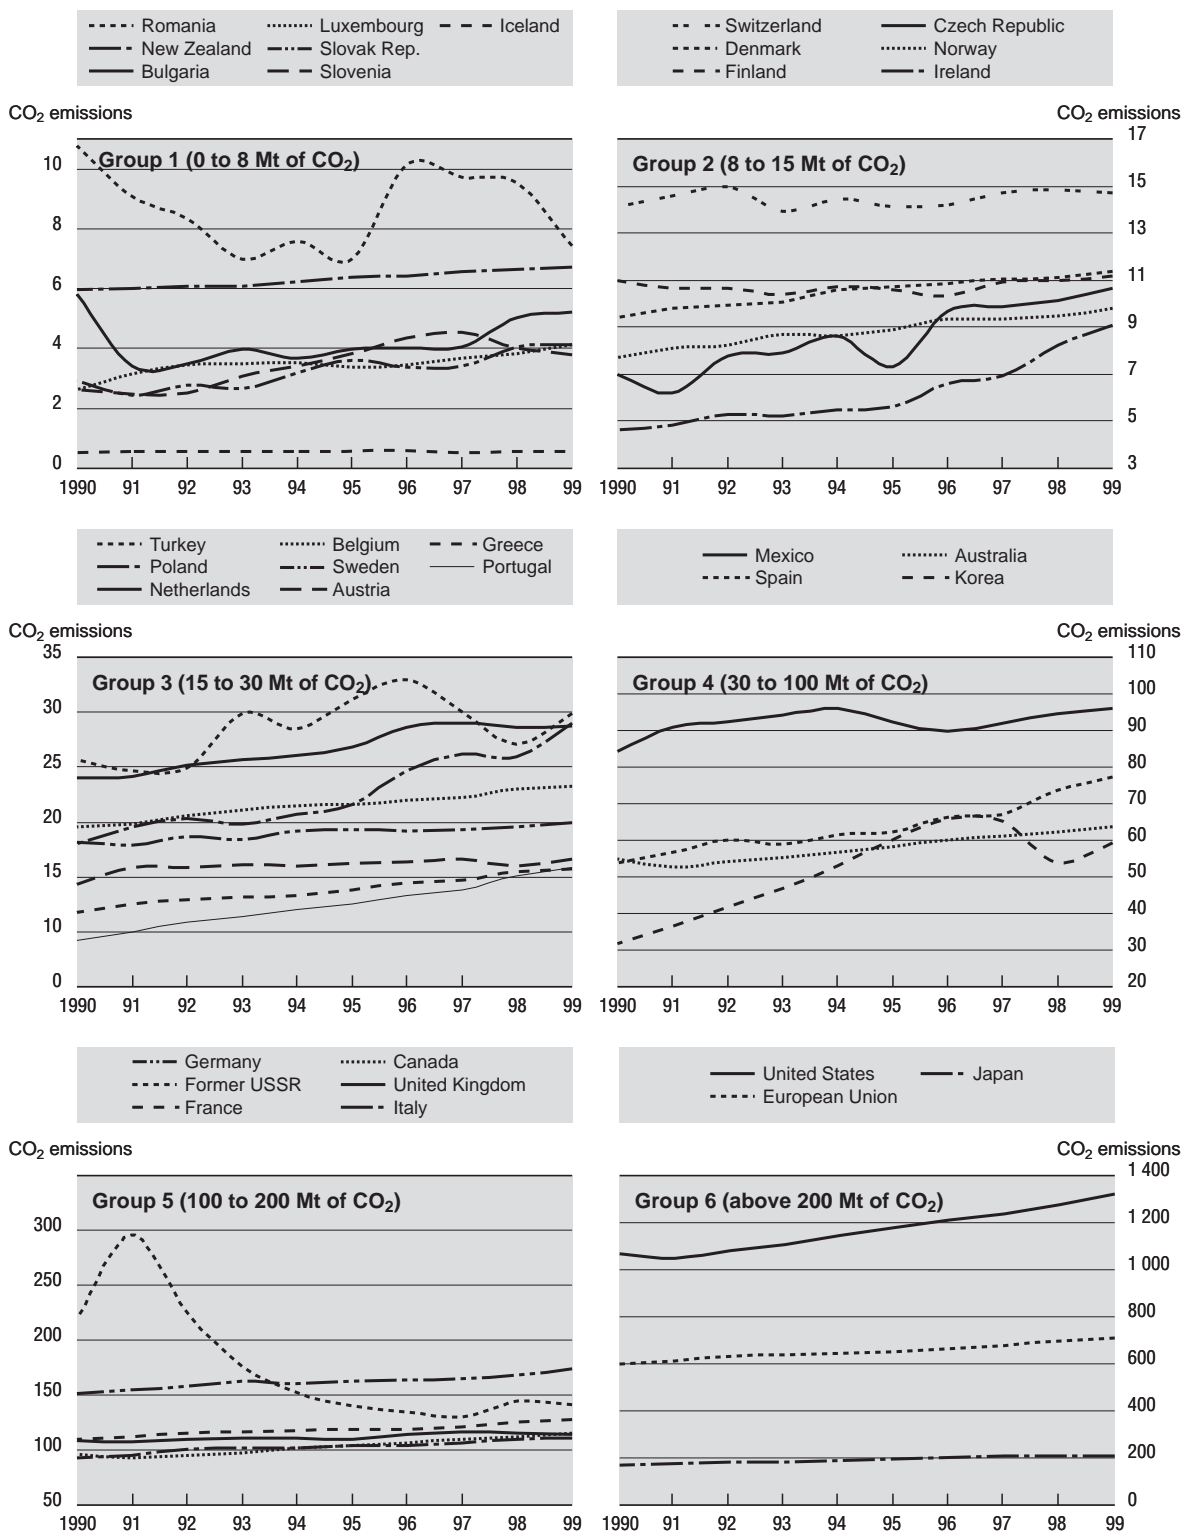 Romania Luxembourg Iceland
New Zealand Slovak Rep.
Bulgaria Slovenia
Switzerland Czech Republic
Denmark Norway
Finland Ireland
CO2 emissions
Group 1 (0 to 8 Mt of CO2)
10
8
6
4
2
0
1990 91 92 93 94 95 96 97 98 99
CO2 emissions
Group 2 (8 to 15 Mt of CO2)
17
15
13
11
9
7
5
3
1990 91 92 93 94 95 96 97 98 99
Turkey Belgium Greece
Poland Sweden Portugal
Netherlands Austria
Mexico Australia
Spain Korea
CO2 emissions
Group 3 (15 to 30 Mt of CO2)
35
30
25
20
15
10
0
1990 91 92 93 94 95 96 97 98 99
CO2 emissions
Group 4 (30 to 100 Mt of CO2)
110
100
90
80
70
60
50
40
30
20
1990 91 92 93 94 95 96 97 98 99
Germany Canada
Former USSR United Kingdom
France Italy
United States Japan
European Union
CO2 emissions
Group 5 (100 to 200 Mt of CO2)
300
250
200
150
100
50
1990 91 92 93 94 95 96 97 98 99
CO2 emissions
Group 6 (above 200 Mt of CO2)
1 400
1 200
1 000
800
600
400
200
0
1990 91 92 93 94 95 96 97 98 99